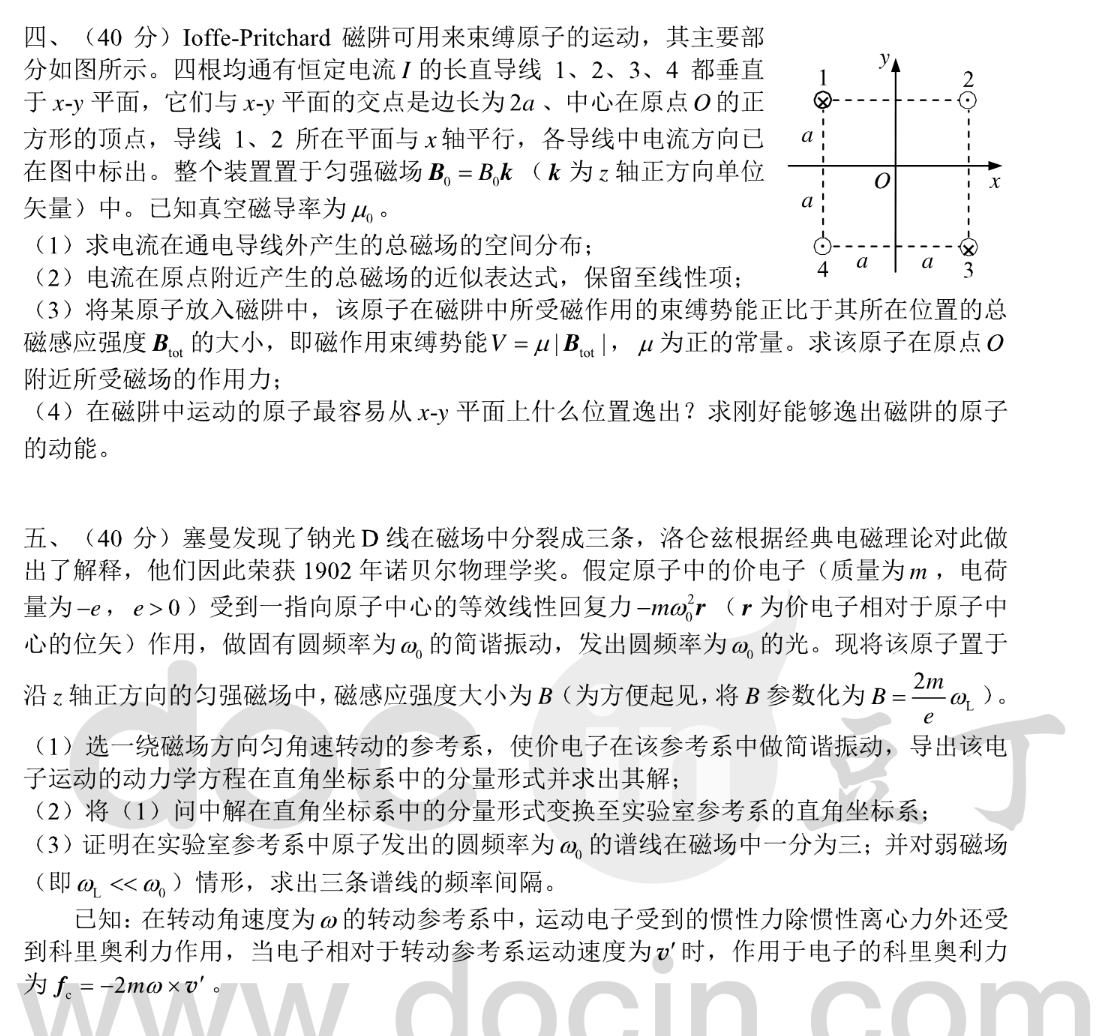 四、（40 分）Ioffe-Pritchard 磁阱可用来束缚原子的运动，其主要部
分如图所示。四根均通有恒定电流 I 的长直导线 1、2、3、4 都垂直
于 x-y 平面，它们与 x-y 平面的交点是边长为 2a 、中心在原点 O 的正
方形的顶点，导线 1、2 所在平面与 x 轴平行，各导线中电流方向已
在图中标出。整个装置置于匀强磁场 B₀ = B₀k （ k 为 z 轴正方向单位
矢量）中。已知真空磁导率为 μ₀ 。
y
1
2
a
O
x
a
4
a
a
3
（1）求电流在通电导线外产生的总磁场的空间分布；
（2）电流在原点附近产生的总磁场的近似表达式，保留至线性项；
（3）将某原子放入磁阱中，该原子在磁阱中所受磁作用的束缚势能正比于其所在位置的总
磁感应强度 B_tot 的大小，即磁作用束缚势能 V = μ | B_tot |， μ 为正的常量。求该原子在原点 O
附近所受磁场的作用力；
（4）在磁阱中运动的原子最容易从 x-y 平面上什么位置逸出？求刚好能够逸出磁阱的原子
的动能。
五、（40 分）塞曼发现了钠光 D 线在磁场中分裂成三条，洛仑兹根据经典电磁理论对此做
出了解释，他们因此荣获 1902 年诺贝尔物理学奖。假定原子中的价电子（质量为 m ，电荷
量为 −e ， e > 0 ）受到一指向原子中心的等效线性回复力 −mω₀²r （ r 为价电子相对于原子中
心的位矢）作用，做固有圆频率为 ω₀ 的简谐振动，发出圆频率为 ω₀ 的光。现将该原子置于
沿 z 轴正方向的匀强磁场中，磁感应强度大小为 B（为方便起见，将 B 参数化为 B = \frac{2m}{e} ω_L ）。
（1）选一绕磁场方向匀角速转动的参考系，使价电子在该参考系中做简谐振动，导出该电
子运动的动力学方程在直角坐标系中的分量形式并求出其解；
（2）将（1）问中解在直角坐标系中的分量形式变换至实验室参考系的直角坐标系；
（3）证明在实验室参考系中原子发出的圆频率为 ω₀ 的谱线在磁场中一分为三；并对弱磁场
（即 ω_L << ω₀ ）情形，求出三条谱线的频率间隔。
已知：在转动角速度为 ω 的转动参考系中，运动电子受到的惯性力除惯性离心力外还受
到科里奥利力作用，当电子相对于转动参考系运动速度为 v′ 时，作用于电子的科里奥利力
为 f_c = −2mω × v′ 。
docin 豆丁
www.docin.com